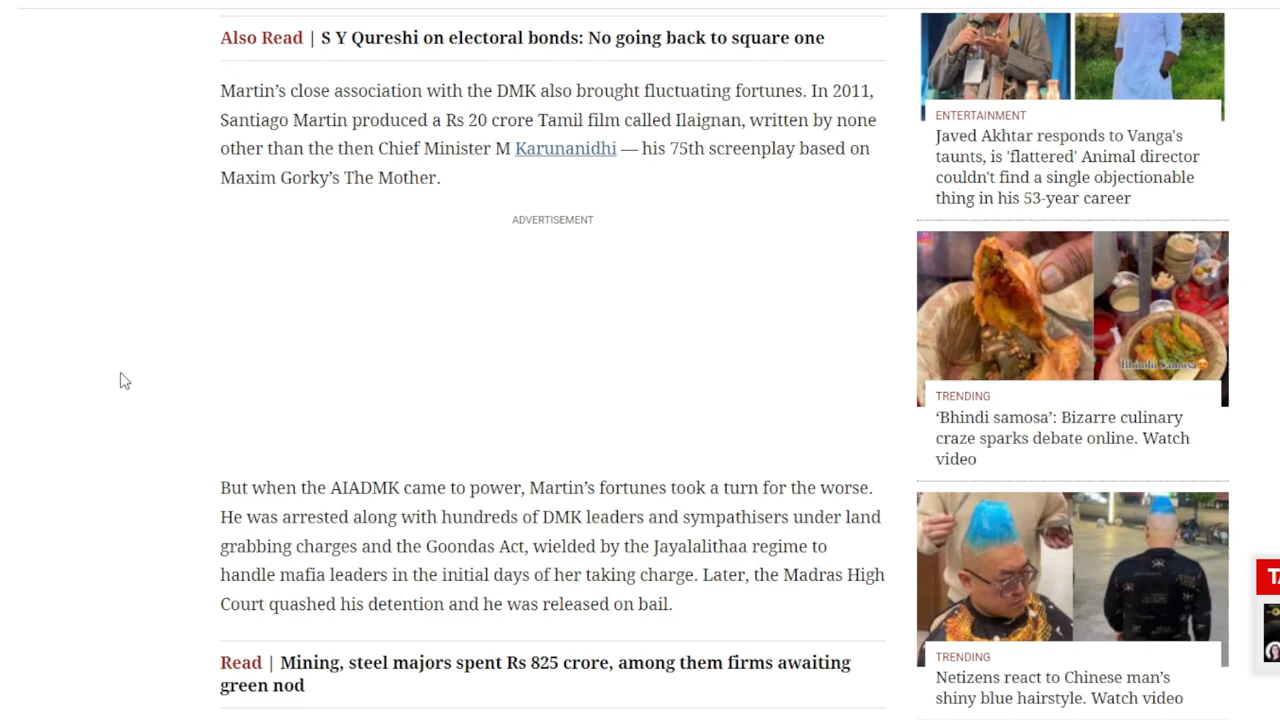 Also Read | S Y Qureshi on electoral bonds: No going back to square one
Martin’s close association with the DMK also brought fluctuating fortunes. In 2011,
Santiago Martin produced a Rs 20 crore Tamil film called Ilaignan, written by none
other than the then Chief Minister M Karunanidhi — his 75th screenplay based on
Maxim Gorky’s The Mother.
ADVERTISEMENT
But when the AIADMK came to power, Martin’s fortunes took a turn for the worse.
He was arrested along with hundreds of DMK leaders and sympathisers under land
grabbing charges and the Goondas Act, wielded by the Jayalalithaa regime to
handle mafia leaders in the initial days of her taking charge. Later, the Madras High
Court quashed his detention and he was released on bail.
Read | Mining, steel majors spent Rs 825 crore, among them firms awaiting
green nod
ENTERTAINMENT
Javed Akhtar responds to Vanga's
taunts, is 'flattered' Animal director
couldn't find a single objectionable
thing in his 53-year career
Bhindi Samosa
TRENDING
‘Bhindi samosa’: Bizarre culinary
craze sparks debate online. Watch
video
TRENDING
Netizens react to Chinese man’s
shiny blue hairstyle. Watch video